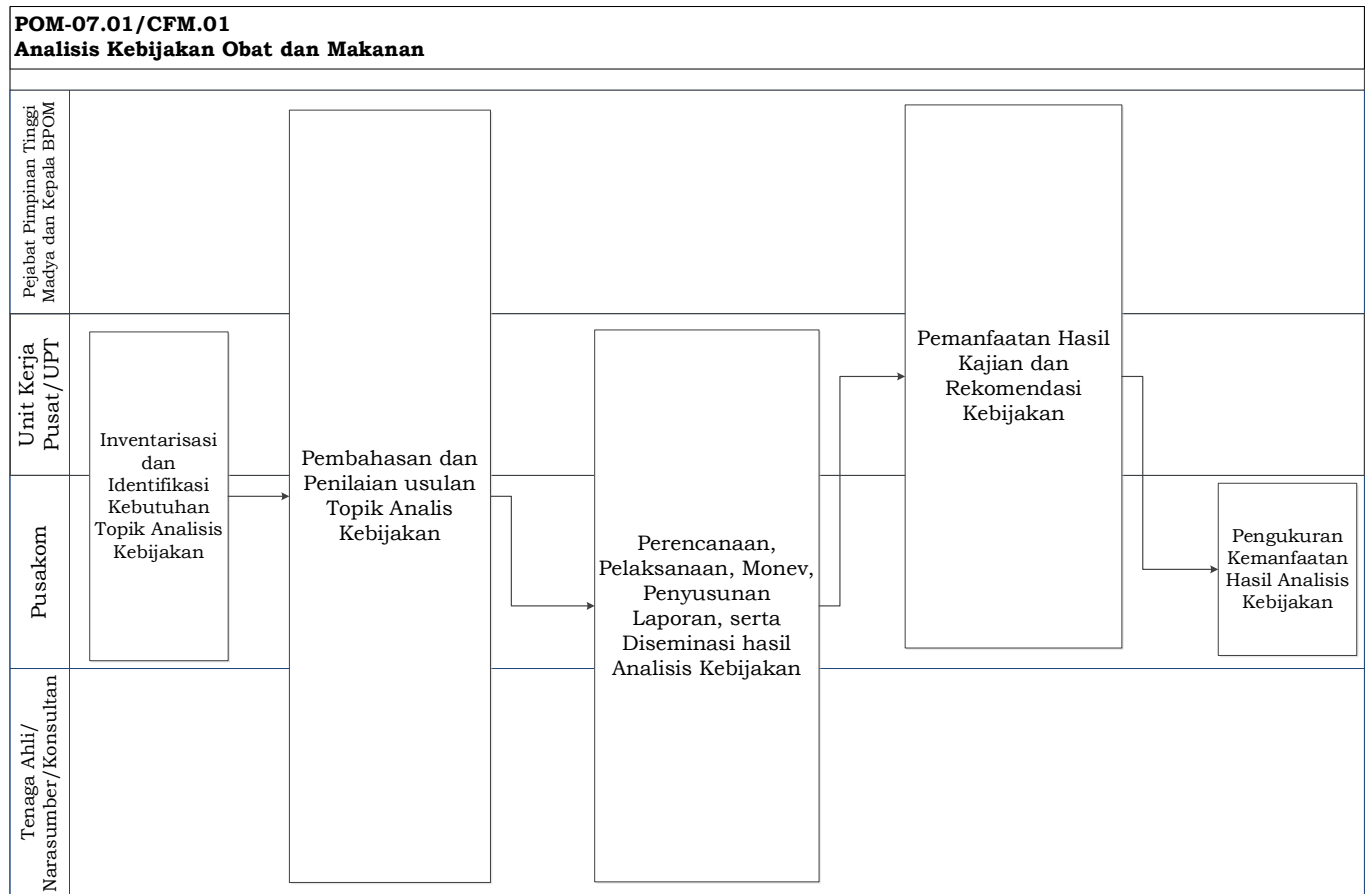 POM-07.01/CFM.01
Analisis Kebijakan Obat dan Makanan
Pejabat Pimpinan Tinggi
Madya dan Kepala BPOM
Unit Kerja
Pusat/UPT
Pusakom
Tenaga Ahli/
Narasumber/Konsultan
Inventarisasi
dan
Identifikasi
Kebutuhan
Topik Analisis
Kebijakan
Pembahasan dan
Penilaian usulan
Topik Analis
Kebijakan
Perencanaan,
Pelaksanaan, Monev,
Penyusunan
Laporan, serta
Diseminasi hasil
Analisis Kebijakan
Pemanfaatan Hasil
Kajian dan
Rekomendasi
Kebijakan
Pengukuran
Kemanfaatan
Hasil Analisis
Kebijakan